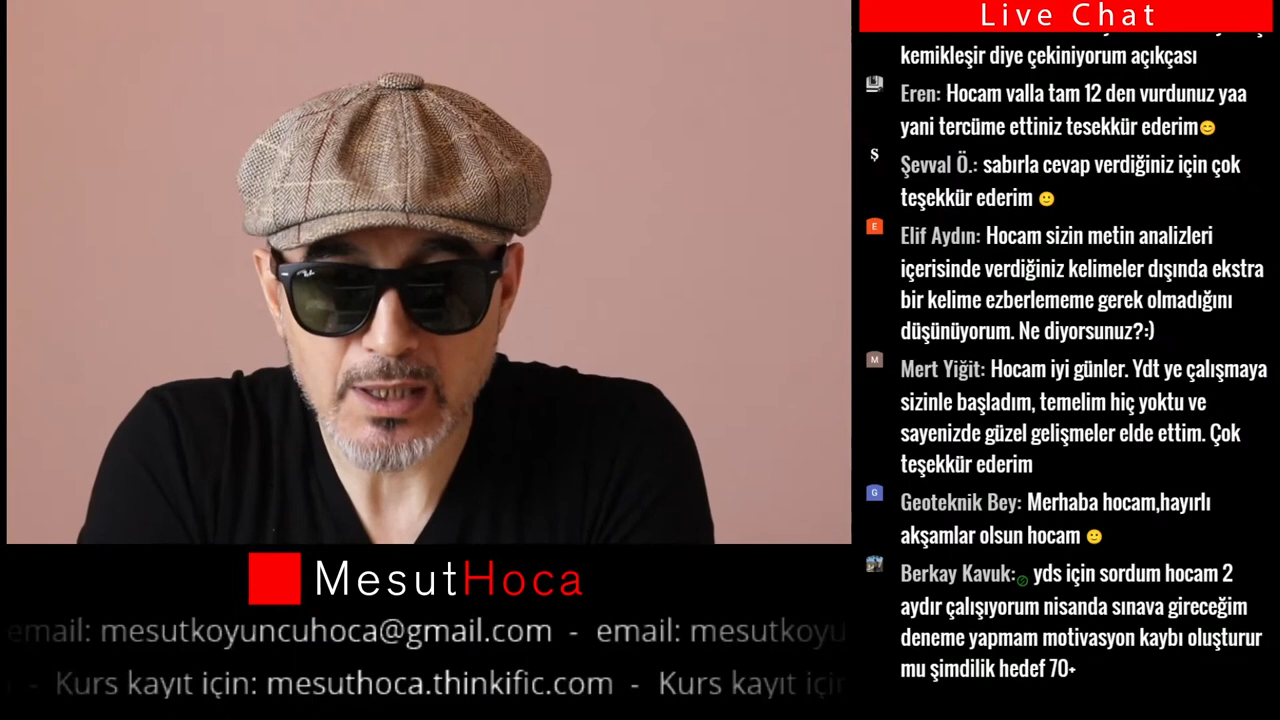 Live Chat
kemikleşir diye çekiniyorum açıkçası
Eren: Hocam valla tam 12 den vurdunuz yaa
yani tercüme ettiniz tesekkür ederim😊
Ş
Şevval Ö.: sabırla cevap verdiğiniz için çok
teşekkür ederim 🙂
E
Elif Aydın: Hocam sizin metin analizleri
içerisinde verdiğiniz kelimeler dışında ekstra
bir kelime ezberlememe gerek olmadığını
düşünüyorum. Ne diyorsunuz?:)
M
Mert Yiğit: Hocam iyi günler. Ydt ye çalışmaya
sizinle başladım, temelim hiç yoktu ve
sayenizde güzel gelişmeler elde ettim. Çok
teşekkür ederim
G
Geoteknik Bey: Merhaba hocam,hayırlı
akşamlar olsun hocam 🙂
Berkay Kavuk: yds için sordum hocam 2
aydır çalışıyorum nisanda sınava gireceğim
deneme yapmam motivasyon kaybı oluşturur
mu şimdilik hedef 70+
Ray-Ban
MesutHoca
email: mesutkoyuncuhoca@gmail.com - email: mesutkoyu
- Kurs kayıt için: mesuthoca.thinkific.com - Kurs kayıt için